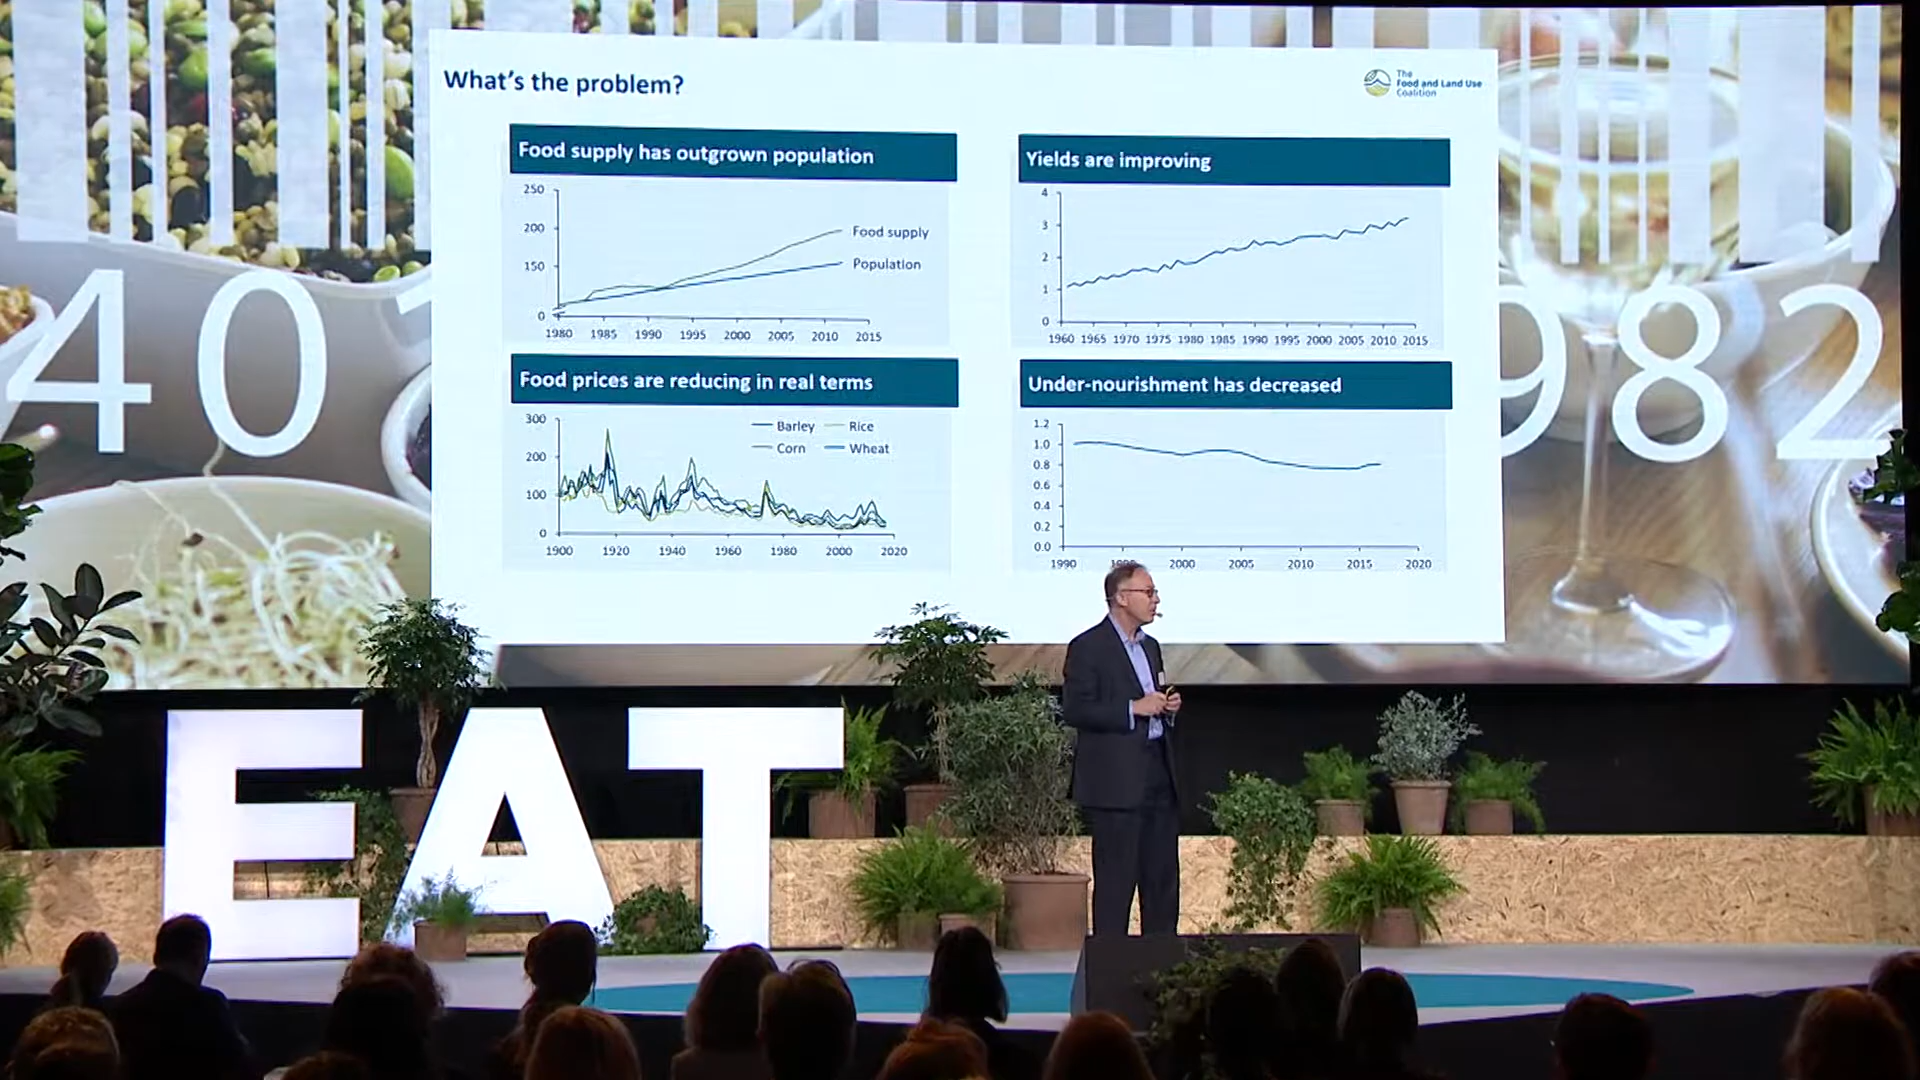 What's the problem?
The
Food and Land Use
Coalition
Food supply has outgrown population
250
200
150
0
Food supply
Population
1980 1985 1990 1995 2000 2005 2010 2015
Yields are improving
4
3
2
1
0
1960 1965 1970 1975 1980 1985 1990 1995 2000 2005 2010 2015
Food prices are reducing in real terms
300
200
100
0
Barley Rice
Corn Wheat
1900 1920 1940 1960 1980 2000 2020
Under-nourishment has decreased
1.2
1.0
0.8
0.6
0.4
0.2
0.0
1990 2000 2005 2010 2015 2020
40
982
EAT